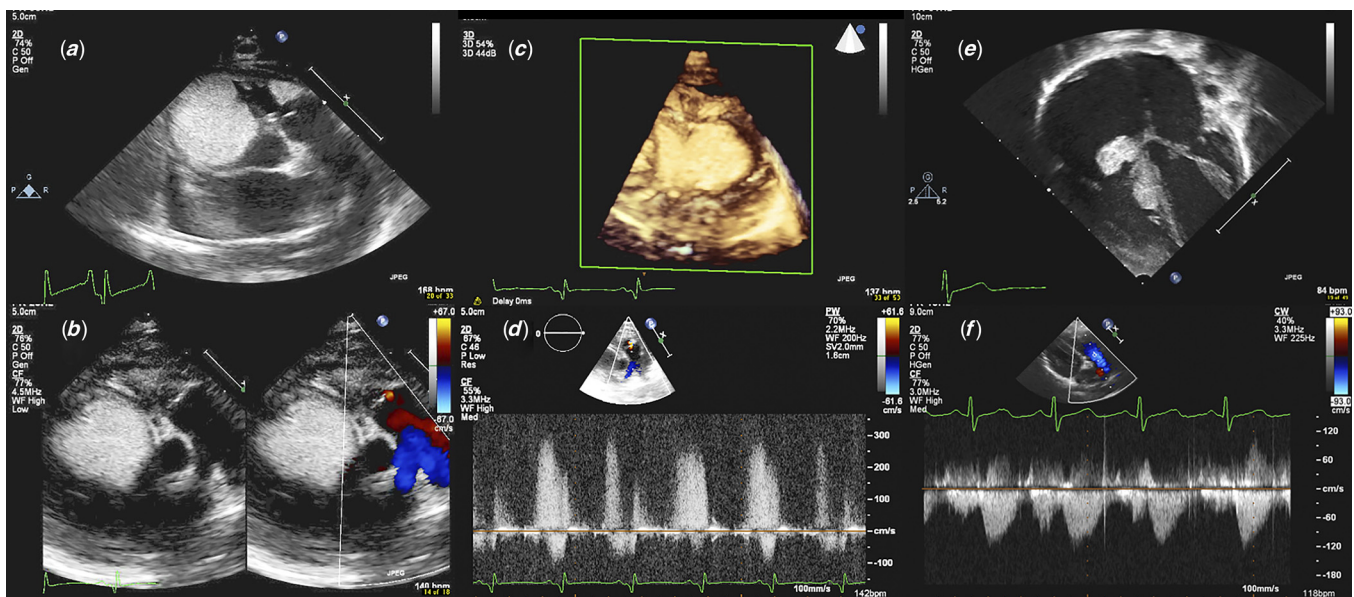 5.0cm
2D
74%
C 50
P Off
Gen
(a)
P
G
R
JPEG
168 bpm
20 of 33
3D
3D 54%
3D 44dB
(c)
JPEG
Delay 0ms
137 bpm
33 of 53
10cm
2D
75%
C 50
P Off
HGen
(e)
P
G
R
2.6
5.2
JPEG
84 bpm
5.0cm
2D
76%
C 50
P Off
Gen
CF
77%
4.5MHz
WF High
Low
(b)
+67.0
-67.0
cm/s
JPEG
140 bpm
14 of 18
5.0cm
2D
67%
C 46
P Low
Res
CF
55%
3.3MHz
WF High
Med
(d)
0
PW
70%
2.2MHz
WF 200Hz
SV2.0mm
1.6cm
+61.6
-61.6
cm/s
300
200
100
cm/s
-100
100mm/s
142bpm
9.0cm
2D
77%
C 50
P Off
HGen
CF
77%
3.0MHz
WF High
Med
(f)
CW
40%
3.3MHz
WF 225Hz
+93.0
-93.0
cm/s
120
60
cm/s
-60
-120
-180
100mm/s
118bpm